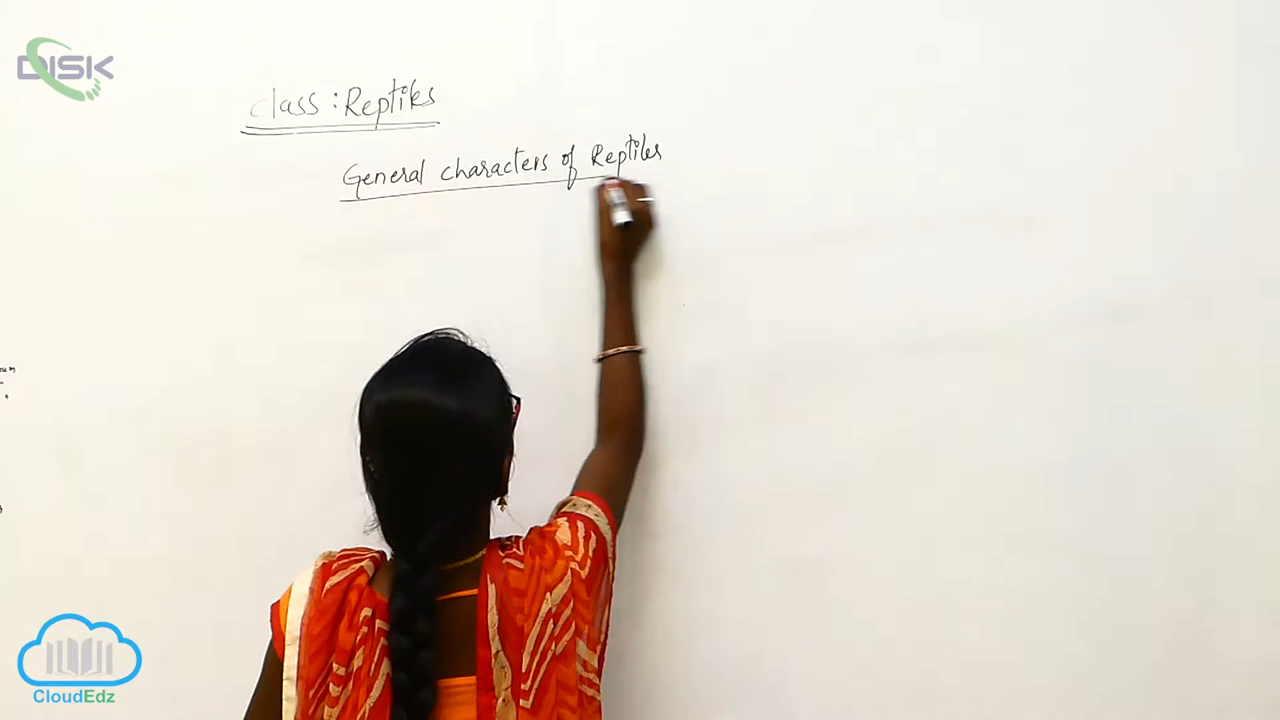 DISK
class : Reptiles
General characters of Reptiles
CloudEdz